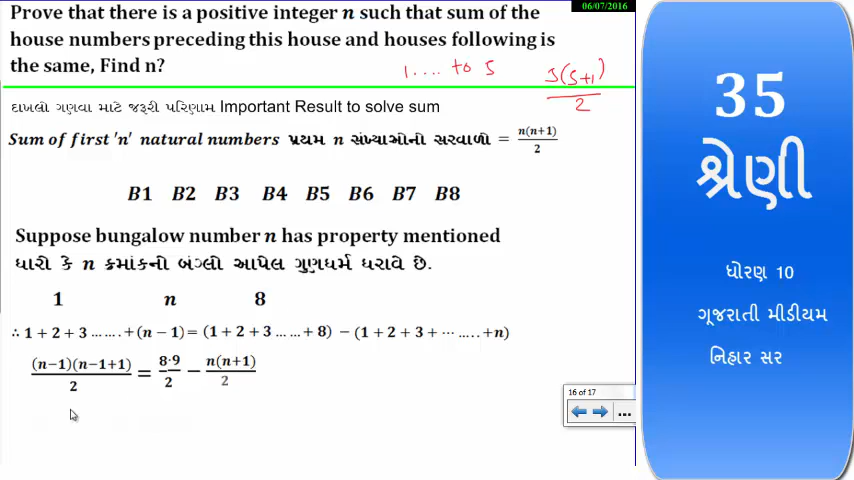 06/07/2016
Prove that there is a positive integer n such that sum of the
house numbers preceding this house and houses following is
the same, Find n?
1.... to 5
5(5+1)
2
દાખલો ગણવા માટે જરૂરી પરિણામ Important Result to solve sum
Sum of first 'n' natural numbers પ્રથમ n સંખ્યાઓનો સરવાળો = n(n+1)/2
B1 B2 B3 B4 B5 B6 B7 B8
Suppose bungalow number n has property mentioned
ધારો કે n ક્રમાંકનો બંગ્લો આપેલ ગુણધર્મ ધરાવે છે.
1 n 8
∴ 1 + 2 + 3 …….. +(n − 1) = (1 + 2 + 3 ….. . + 8) − (1 + 2 + 3 + ⋯ ….. +n)
(n−1)(n−1+1)/2 = 8·9/2 − n(n+1)/2
16 of 17
...
35
શ્રેણી
ધોરણ 10
ગૂજરાતી મીડીયમ
નિહાર સર